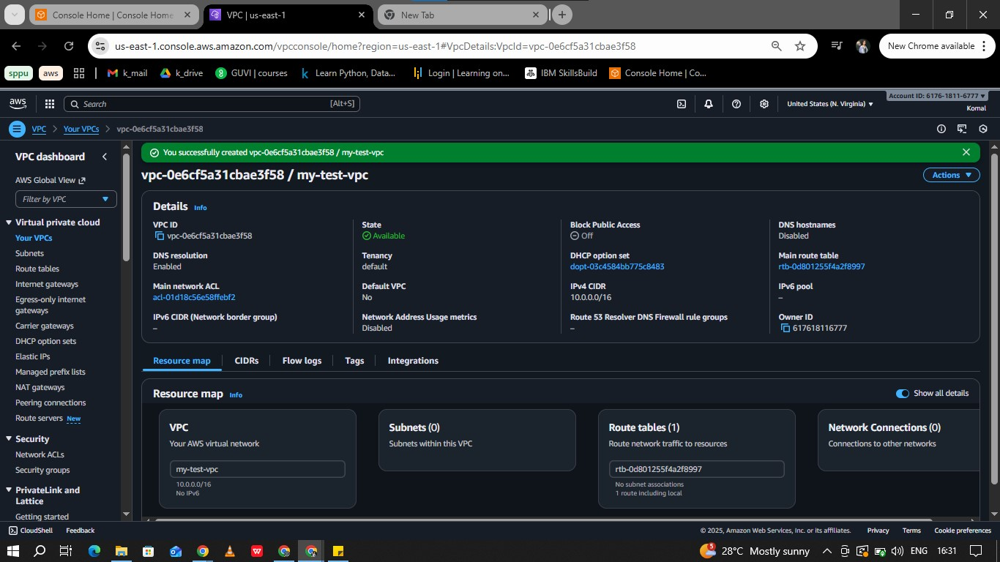 Console Home | Console Home
VPC | us-east-1
New Tab
us-east-1.console.aws.amazon.com/vpcconsole/home?region=us-east-1#VpcDetails:VpcId=vpc-0e6cf5a31cbae3f58
New Chrome available
sppu
aws
k_mail
k_drive
GUVI | courses
Learn Python, Data...
Login | Learning on...
IBM SkillsBuild
Console Home | Co...
aws
Search
[Alt+S]
United States (N. Virginia)
Account ID: 6176-1811-6777
Komal
VPC
Your VPCs
vpc-0e6cf5a31cbae3f58
VPC dashboard
AWS Global View
Filter by VPC
Virtual private cloud
Your VPCs
Subnets
Route tables
Internet gateways
Egress-only internet
gateways
Carrier gateways
DHCP option sets
Elastic IPs
Managed prefix lists
NAT gateways
Peering connections
Route servers New
Security
Network ACLs
Security groups
PrivateLink and
Lattice
Getting started
You successfully created vpc-0e6cf5a31cbae3f58 / my-test-vpc
vpc-0e6cf5a31cbae3f58 / my-test-vpc
Actions
Details Info
VPC ID
vpc-0e6cf5a31cbae3f58
State
Available
Block Public Access
Off
DNS hostnames
Disabled
DNS resolution
Enabled
Tenancy
default
DHCP option set
dopt-03c4584bb775c8483
Main route table
rtb-0d801255f4a2f8997
Main network ACL
acl-01d18c56e58ffebf2
Default VPC
No
IPv4 CIDR
10.0.0.0/16
IPv6 pool
–
IPv6 CIDR (Network border group)
–
Network Address Usage metrics
Disabled
Route 53 Resolver DNS Firewall rule groups
–
Owner ID
617618116777
Resource map
CIDRs
Flow logs
Tags
Integrations
Resource map Info
Show all details
VPC
Your AWS virtual network
my-test-vpc
10.0.0.0/16
No IPv6
Subnets (0)
Subnets within this VPC
Route tables (1)
Route network traffic to resources
rtb-0d801255f4a2f8997
No subnet associations
1 route including local
Network Connections (0)
Connections to other networks
CloudShell
Feedback
© 2025, Amazon Web Services, Inc. or its affiliates.
Privacy
Terms
Cookie preferences
5
28°C Mostly sunny
ENG
16:31